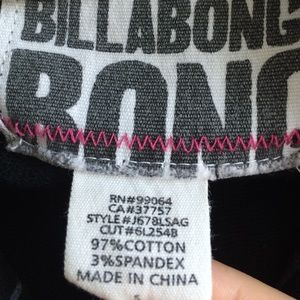 BILLABONG
BONG
RN#99064
CA#37757
STYLE#J678LSAG
CUT#6L254B
97%COTTON
3%SPANDEX
MADE IN CHINA